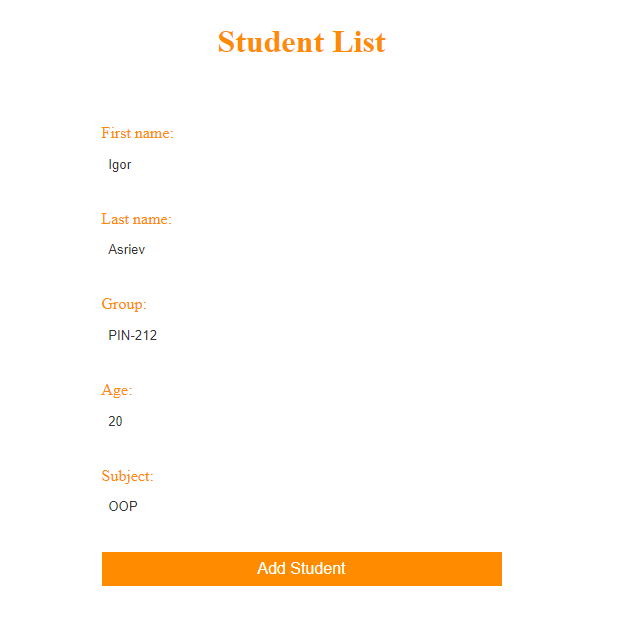 Student List
First name:
Igor
Last name:
Asriev
Group:
PIN-212
Age:
20
Subject:
OOP
Add Student